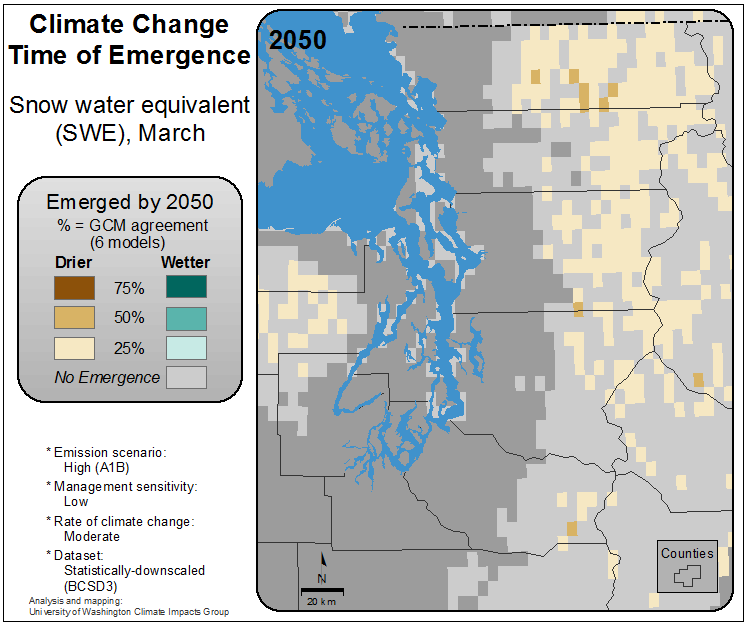 Climate Change
Time of Emergence
Snow water equivalent
(SWE), March
Emerged by 2050
% = GCM agreement
(6 models)
Drier Wetter
75%
50%
25%
No Emergence
* Emission scenario:
High (A1B)
* Management sensitivity:
Low
* Rate of climate change:
Moderate
* Dataset:
Statistically-downscaled
(BCSD3)
Analysis and mapping:
University of Washington Climate Impacts Group
2050
N
20 km
Counties